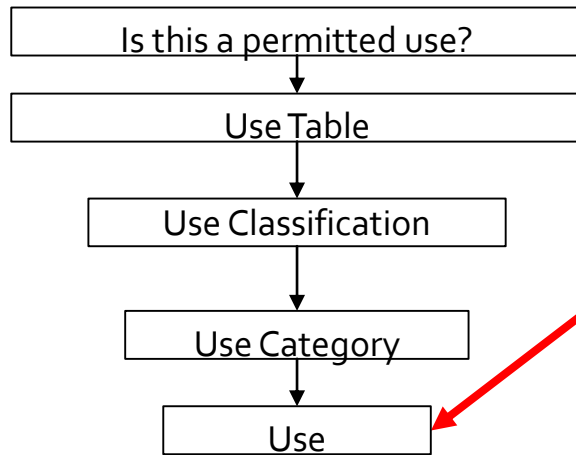 Is this a permitted use?
Use Table
Use Classification
Use Category
Use